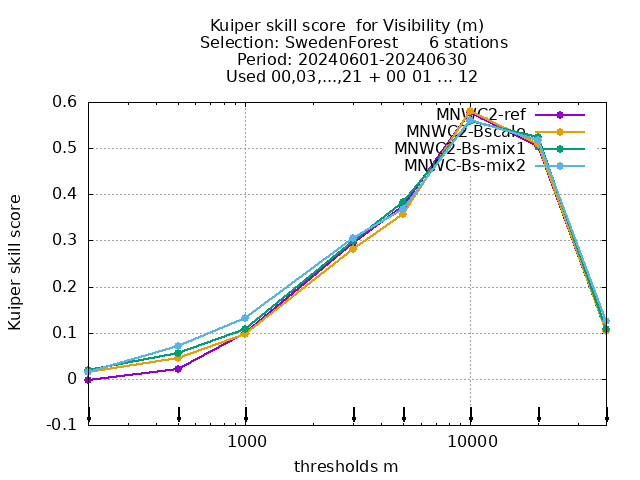 Kuiper skill score  for Visibility (m)
Selection: SwedenForest      6 stations
Period: 20240601-20240630
Used 00,03,...,21 + 00 01 ... 12
MNWC2-ref
MNWC2-Bscale
MNWC2-Bs-mix1
MNWC-Bs-mix2
Kuiper skill score
0.6
0.5
0.4
0.3
0.2
0.1
0
-0.1
1000
10000
thresholds m